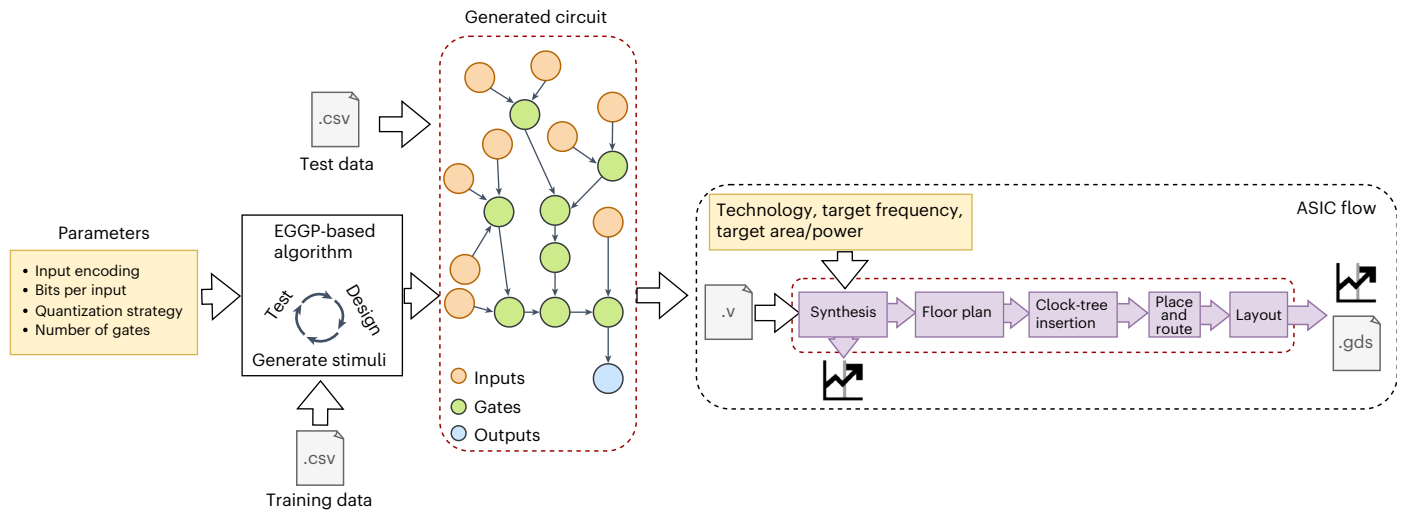 Generated circuit
.csv
Test data
Parameters
• Input encoding
• Bits per input
• Quantization strategy
• Number of gates
EGGP-based
algorithm
Test
Design
Generate stimuli
.csv
Training data
Inputs
Gates
Outputs
Technology, target frequency,
target area/power
ASIC flow
.v
Synthesis
Floor plan
Clock-tree
insertion
Place
and
route
Layout
.gds